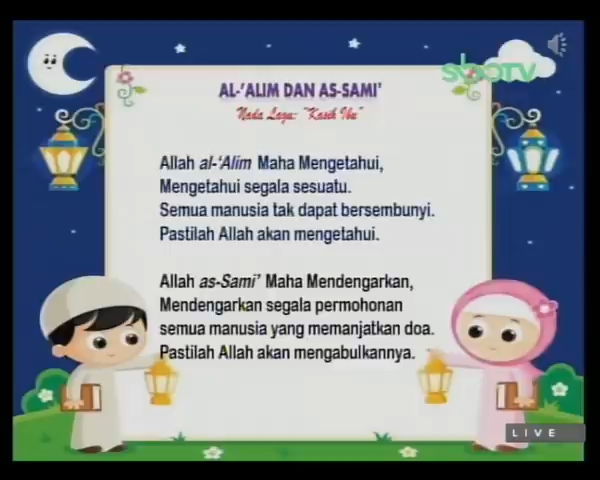 sboTV
AL-'ALIM DAN AS-SAMI'
Nada Lagu: "Kasih Ibu"
Allah al-'Alim Maha Mengetahui,
Mengetahui segala sesuatu.
Semua manusia tak dapat bersembunyi.
Pastilah Allah akan mengetahui.
Allah as-Sami' Maha Mendengarkan,
Mendengarkan segala permohonan
semua manusia yang memanjatkan doa.
Pastilah Allah akan mengabulkannya.
LIVE